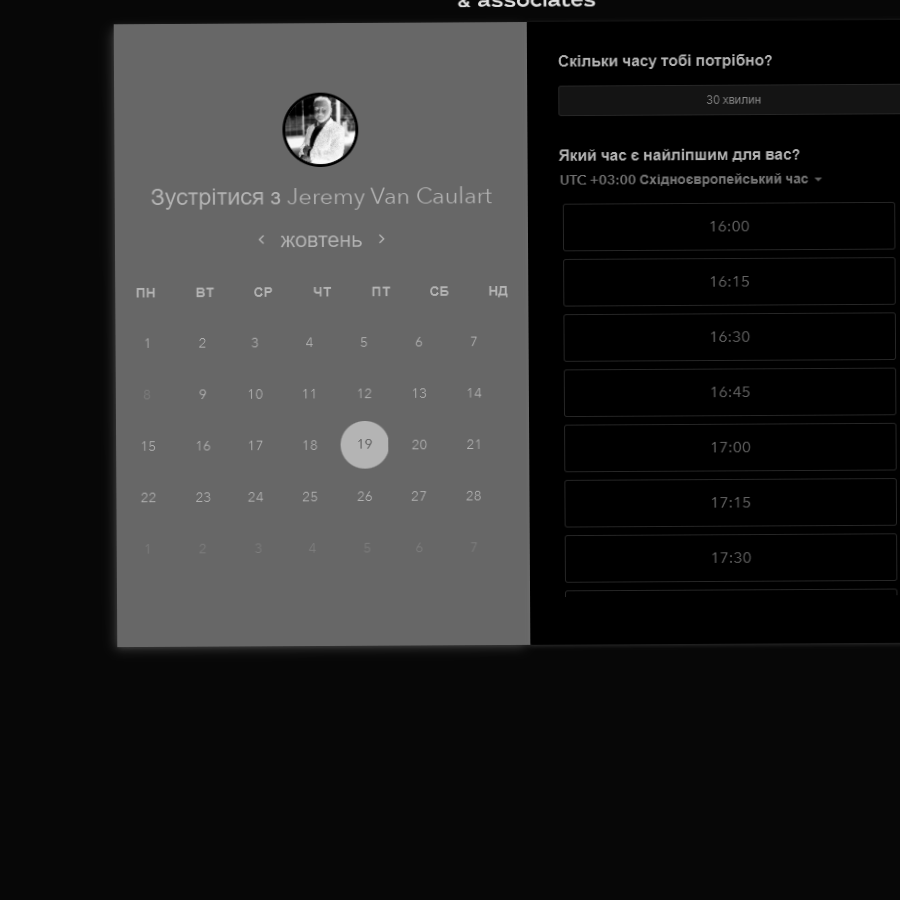 & associates
Зустрітися з Jeremy Van Caulart
жовтень
ПН ВТ СР ЧТ ПТ СБ НД
1 2 3 4 5 6 7
8 9 10 11 12 13 14
15 16 17 18 19 20 21
22 23 24 25 26 27 28
1 2 3 4 5 6 7
Скільки часу тобі потрібно?
30 хвилин
Який час є найліпшим для вас?
UTC +03:00 Східноєвропейський час
16:00
16:15
16:30
16:45
17:00
17:15
17:30